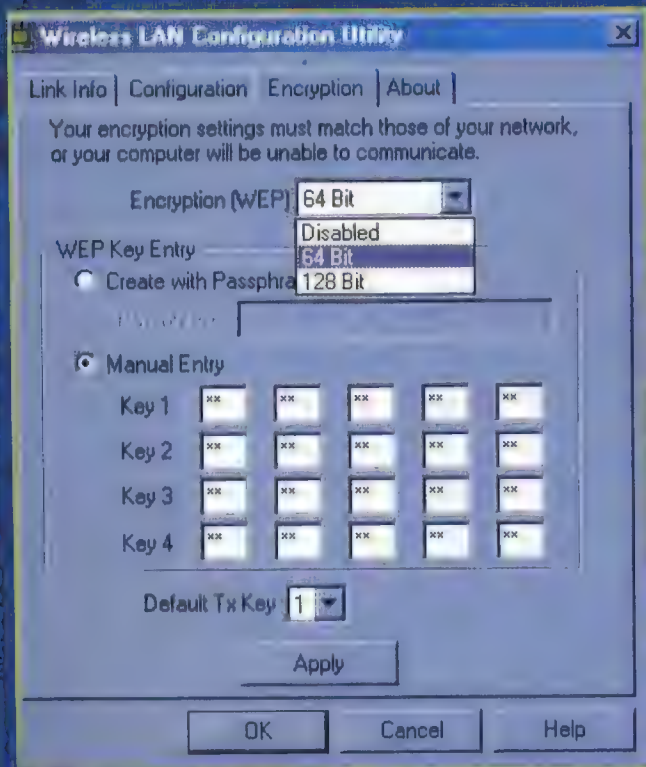 Wireless LAN Configuration Utility
Link Info Configuration Encryption About
Your encryption settings must match those of your network,
or your computer will be unable to communicate.
Encryption (WEP) 64 Bit
Disabled
64 Bit
128 Bit
WEP Key Entry
Create with Passphra
Manual Entry
Key 1 ** ** ** ** **
Key 2 ** ** ** ** **
Key 3 ** ** ** ** **
Key 4 ** ** ** ** **
Default Tx Key 1
Apply
OK Cancel Help